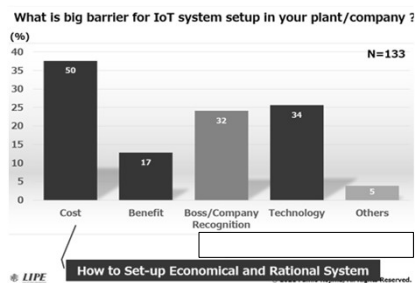 What is big barrier for IoT system setup in your plant/company ?
(%)
N=133
40
35
30
25
20
15
10
5
0
50
17
32
34
5
Cost
Benefit
Boss/Company
Recognition
Technology
Others
How to Set-up Economical and Rational System
LIPE
Reserved.